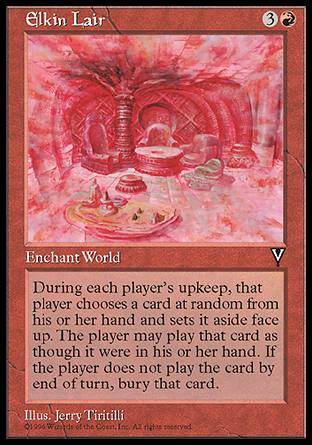 Elkin Lair 3
Enchant World
During each player's upkeep, that
player chooses a card at random from
his or her hand and sets it aside face
up. The player may play that card as
though it were in his or her hand. If
the player does not play the card by
end of turn, bury that card.
Illus. Jerry Tiritilli
©1996 Wizards of the Coast, Inc. All rights reserved.